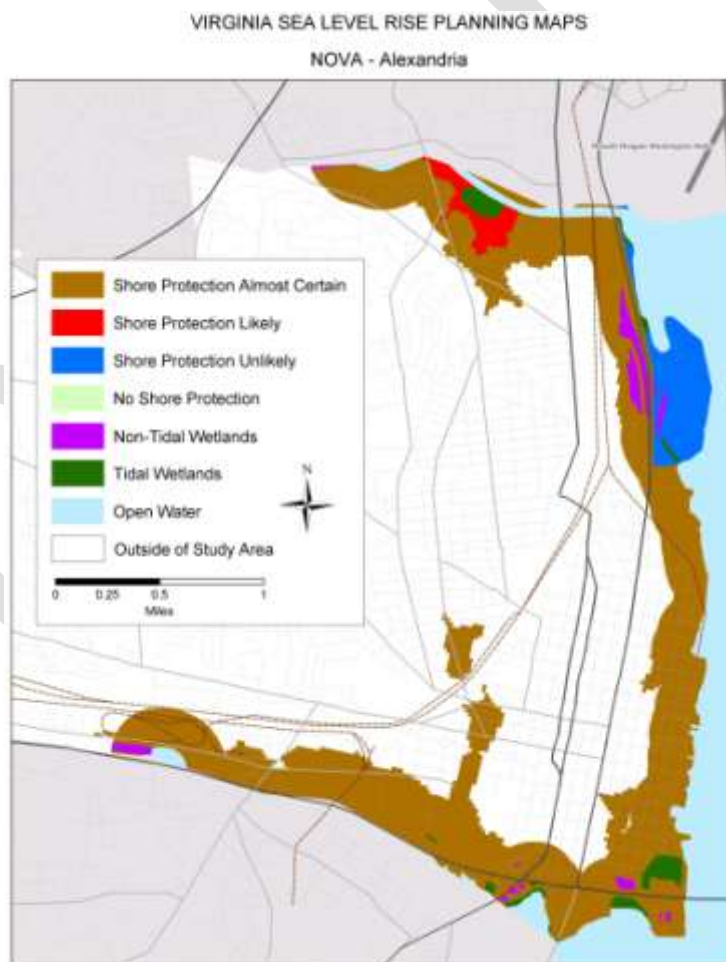 VIRGINIA SEA LEVEL RISE PLANNING MAPS
NOVA - Alexandria
Shore Protection Almost Certain
Shore Protection Likely
Shore Protection Unlikely
No Shore Protection
Non-Tidal Wetlands
Tidal Wetlands
Open Water
Outside of Study Area
N
0 0.25 0.5 1
Miles